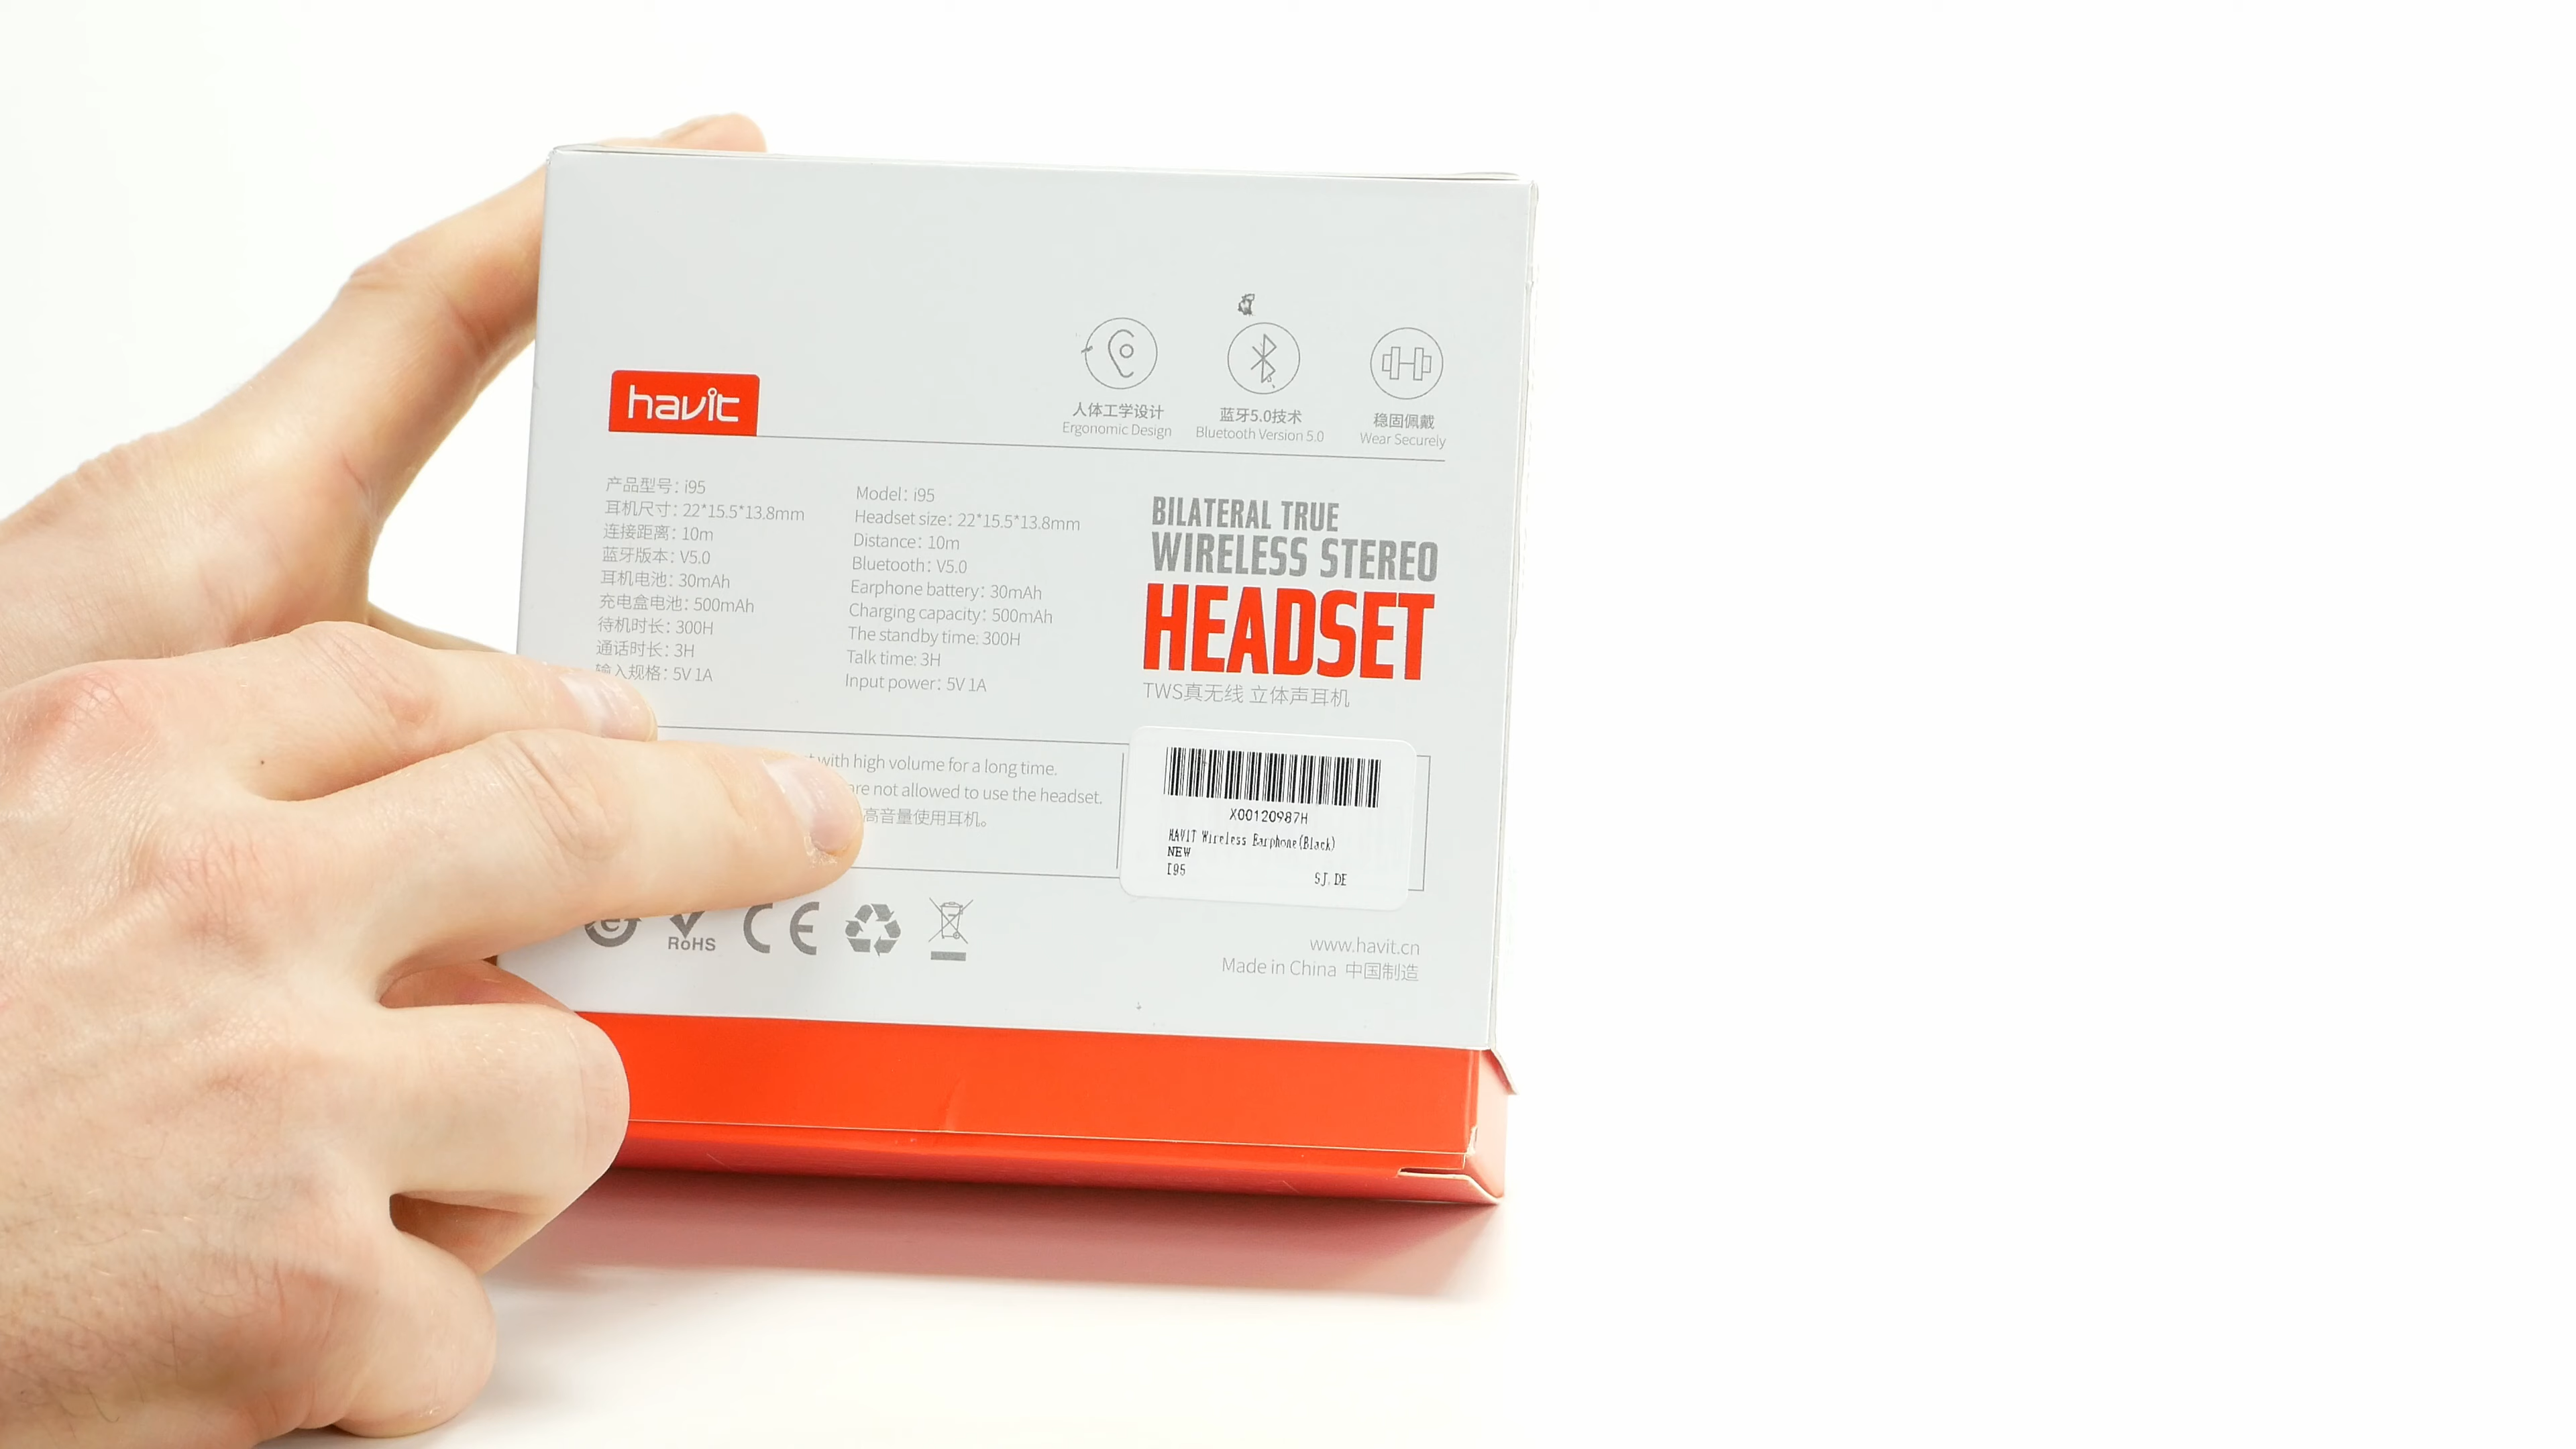 havit
人体工学设计
Ergonomic Design
蓝牙5.0技术
Bluetooth Version 5.0
稳固佩戴
Wear Securely
产品型号: i95
耳机尺寸: 22*15.5*13.8mm
连接距离: 10m
蓝牙版本: V5.0
耳机电池: 30mAh
充电盒电池: 500mAh
待机时长: 300H
通话时长: 3H
输入规格: 5V 1A
Model: i95
Headset size: 22*15.5*13.8mm
Distance: 10m
Bluetooth: V5.0
Earphone battery: 30mAh
Charging capacity: 500mAh
The standby time: 300H
Talk time: 3H
Input power: 5V 1A
BILATERAL TRUE
WIRELESS STEREO
HEADSET
TWS真无线 立体声耳机
with high volume for a long time.
are not allowed to use the headset.
高音量使用耳机。
X00120987H
HAVIT Wireless Earphone(Black)
NEW
I95 SJ. DE
RoHS
CE
www.havit.cn
Made in China 中国制造